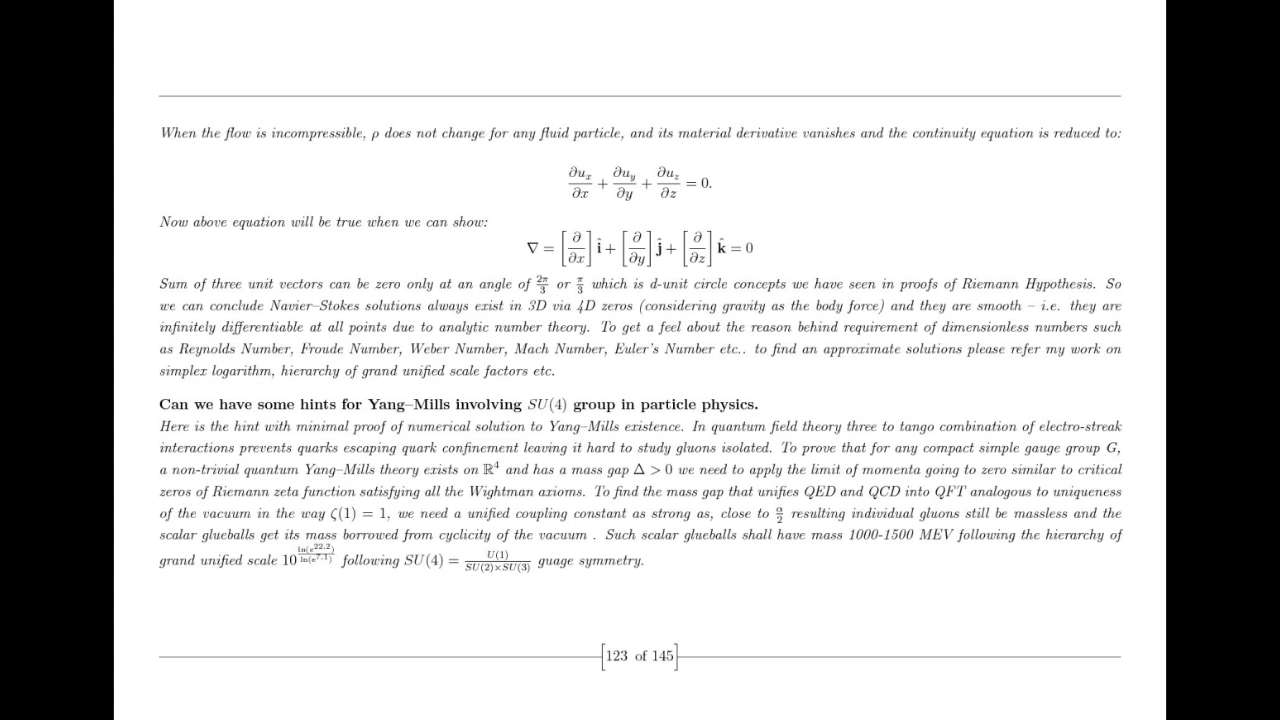 When the flow is incompressible, ρ does not change for any fluid particle, and its material derivative vanishes and the continuity equation is reduced to:
∂u_x/∂x + ∂u_y/∂y + ∂u_z/∂z = 0.
Now above equation will be true when we can show:
∇ = [∂/∂x] î + [∂/∂y] ĵ + [∂/∂z] k̂ = 0
Sum of three unit vectors can be zero only at an angle of 2π/3 or π/3 which is d-unit circle concepts we have seen in proofs of Riemann Hypothesis. So
we can conclude Navier–Stokes solutions always exist in 3D via 4D zeros (considering gravity as the body force) and they are smooth – i.e. they are
infinitely differentiable at all points due to analytic number theory. To get a feel about the reason behind requirement of dimensionless numbers such
as Reynolds Number, Froude Number, Weber Number, Mach Number, Euler's Number etc.. to find an approximate solutions please refer my work on
simplex logarithm, hierarchy of grand unified scale factors etc.
Can we have some hints for Yang–Mills involving SU(4) group in particle physics.
Here is the hint with minimal proof of numerical solution to Yang–Mills existence. In quantum field theory three to tango combination of electro-streak
interactions prevents quarks escaping quark confinement leaving it hard to study gluons isolated. To prove that for any compact simple gauge group G,
a non-trivial quantum Yang–Mills theory exists on ℝ⁴ and has a mass gap Δ > 0 we need to apply the limit of momenta going to zero similar to critical
zeros of Riemann zeta function satisfying all the Wightman axioms. To find the mass gap that unifies QED and QCD into QFT analogous to uniqueness
of the vacuum in the way ζ(1) = 1, we need a unified coupling constant as strong as, close to α/2 resulting individual gluons still be massless and the
scalar glueballs get its mass borrowed from cyclicity of the vacuum . Such scalar glueballs shall have mass 1000-1500 MEV following the hierarchy of
grand unified scale 10^(ln(e^22.2)/ln(e^7.1)) following SU(4) = U(1)/SU(2)×SU(3) guage symmetry.
[123 of 145]